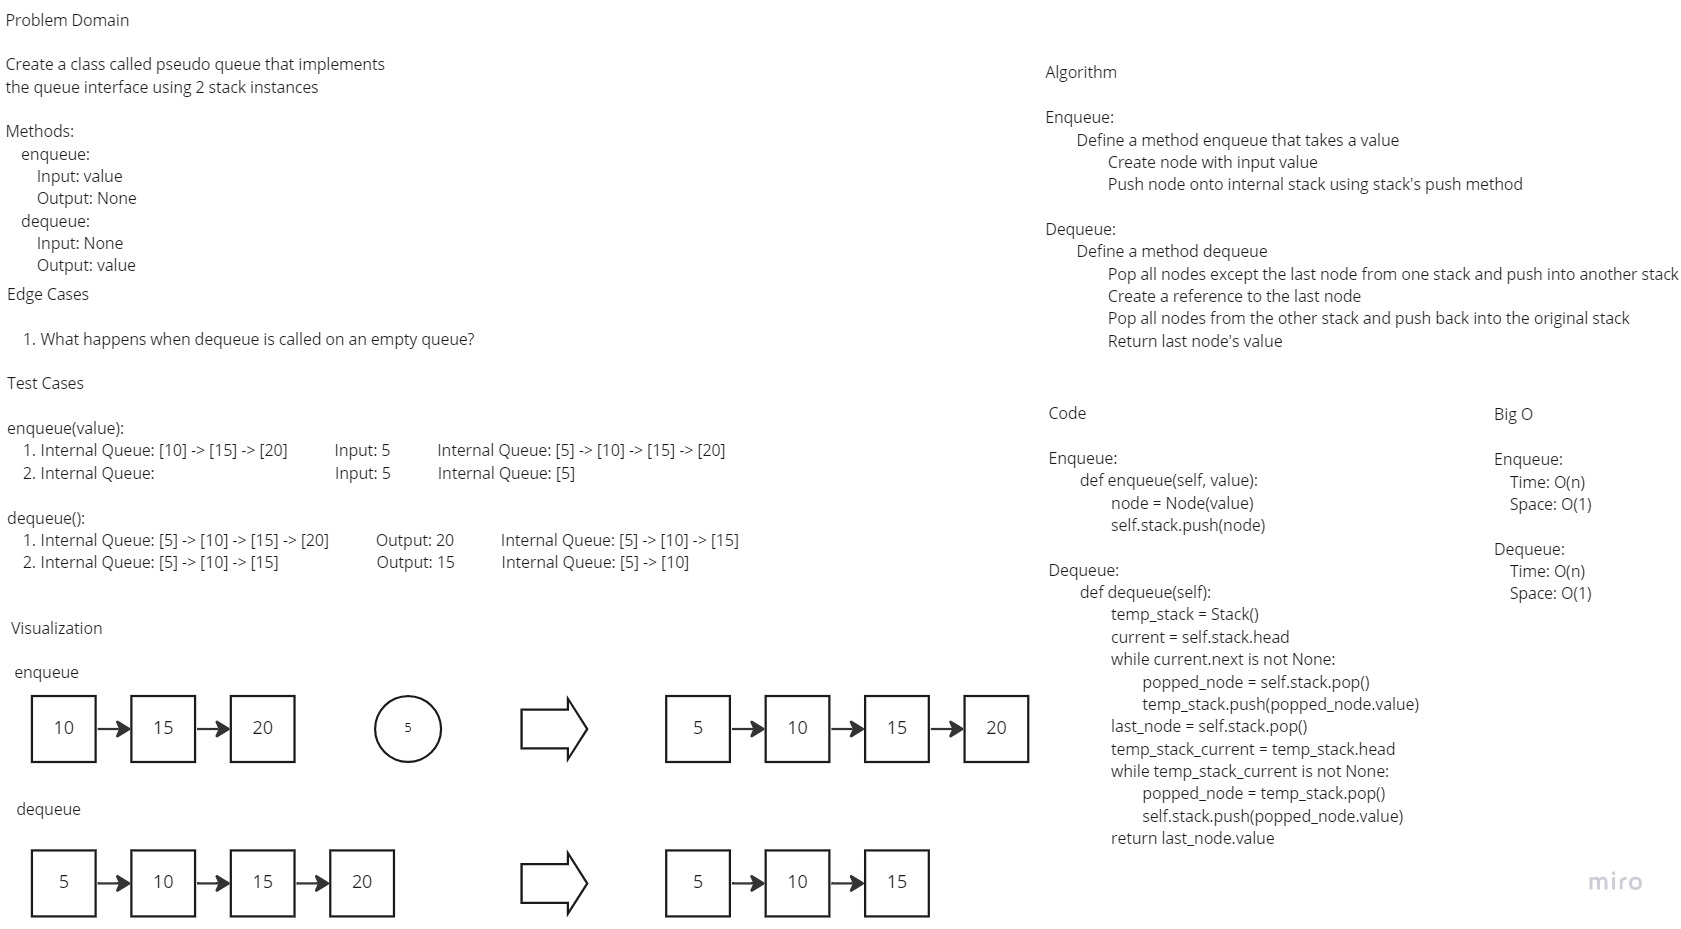 Problem Domain
Create a class called pseudo queue that implements
the queue interface using 2 stack instances
Methods:
enqueue:
Input: value
Output: None
dequeue:
Input: None
Output: value
Edge Cases
1. What happens when dequeue is called on an empty queue?
Test Cases
enqueue(value):
1. Internal Queue: [10] -> [15] -> [20] Input: 5 Internal Queue: [5] -> [10] -> [15] -> [20]
2. Internal Queue: Input: 5 Internal Queue: [5]
dequeue():
1. Internal Queue: [5] -> [10] -> [15] -> [20] Output: 20 Internal Queue: [5] -> [10] -> [15]
2. Internal Queue: [5] -> [10] -> [15] Output: 15 Internal Queue: [5] -> [10]
Visualization
enqueue
10 15 20 5 5 10 15 20
dequeue
5 10 15 20 5 10 15
Algorithm
Enqueue:
Define a method enqueue that takes a value
Create node with input value
Push node onto internal stack using stack's push method
Dequeue:
Define a method dequeue
Pop all nodes except the last node from one stack and push into another stack
Create a reference to the last node
Pop all nodes from the other stack and push back into the original stack
Return last node's value
Code
Enqueue:
def enqueue(self, value):
node = Node(value)
self.stack.push(node)
Dequeue:
def dequeue(self):
temp_stack = Stack()
current = self.stack.head
while current.next is not None:
popped_node = self.stack.pop()
temp_stack.push(popped_node.value)
last_node = self.stack.pop()
temp_stack_current = temp_stack.head
while temp_stack_current is not None:
popped_node = temp_stack.pop()
self.stack.push(popped_node.value)
return last_node.value
Big O
Enqueue:
Time: O(n)
Space: O(1)
Dequeue:
Time: O(n)
Space: O(1)
miro